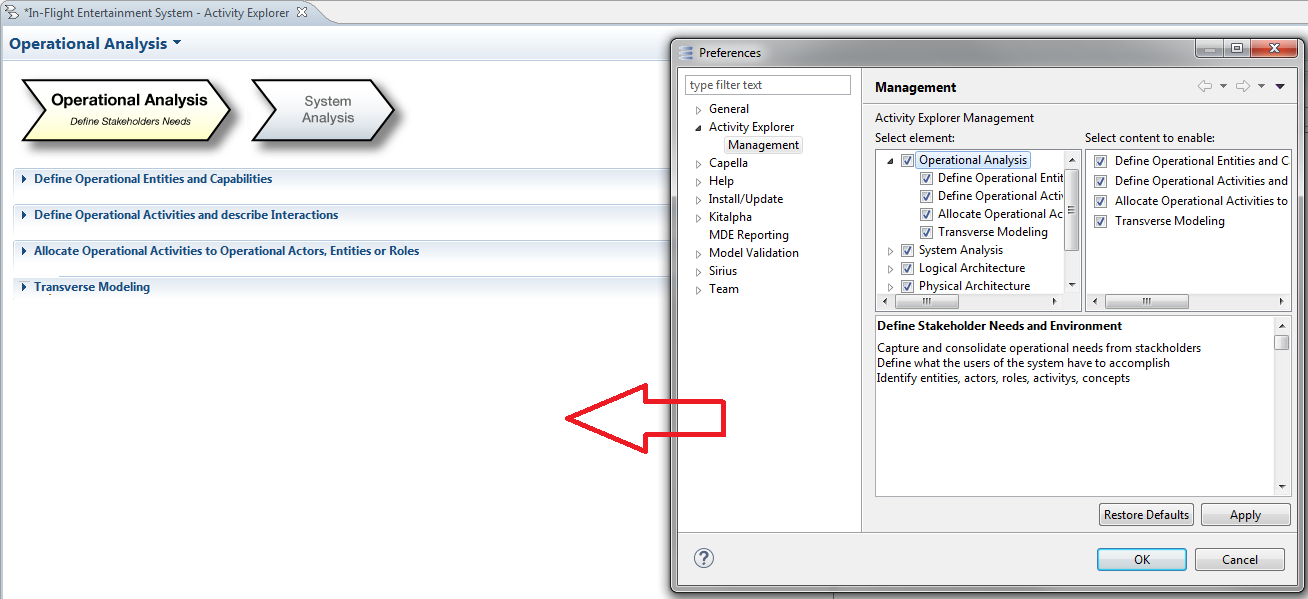 *In-Flight Entertainment System - Activity Explorer
Operational Analysis
Operational Analysis
Define Stakeholders Needs
System
Analysis
Define Operational Entities and Capabilities
Define Operational Activities and describe Interactions
Allocate Operational Activities to Operational Actors, Entities or Roles
Transverse Modeling
Preferences
type filter text
General
Activity Explorer
Management
Capella
Help
Install/Update
Kitalpha
MDE Reporting
Model Validation
Sirius
Team
Management
Activity Explorer Management
Select element:
Operational Analysis
Define Operational Entit
Define Operational Activ
Allocate Operational Ac
Transverse Modeling
System Analysis
Logical Architecture
Physical Architecture
Select content to enable:
Define Operational Entities and C
Define Operational Activities and
Allocate Operational Activities to
Transverse Modeling
Define Stakeholder Needs and Environment
Capture and consolidate operational needs from stackholders
Define what the users of the system have to accomplish
Identify entities, actors, roles, activitys, concepts
Restore Defaults
Apply
?
OK
Cancel